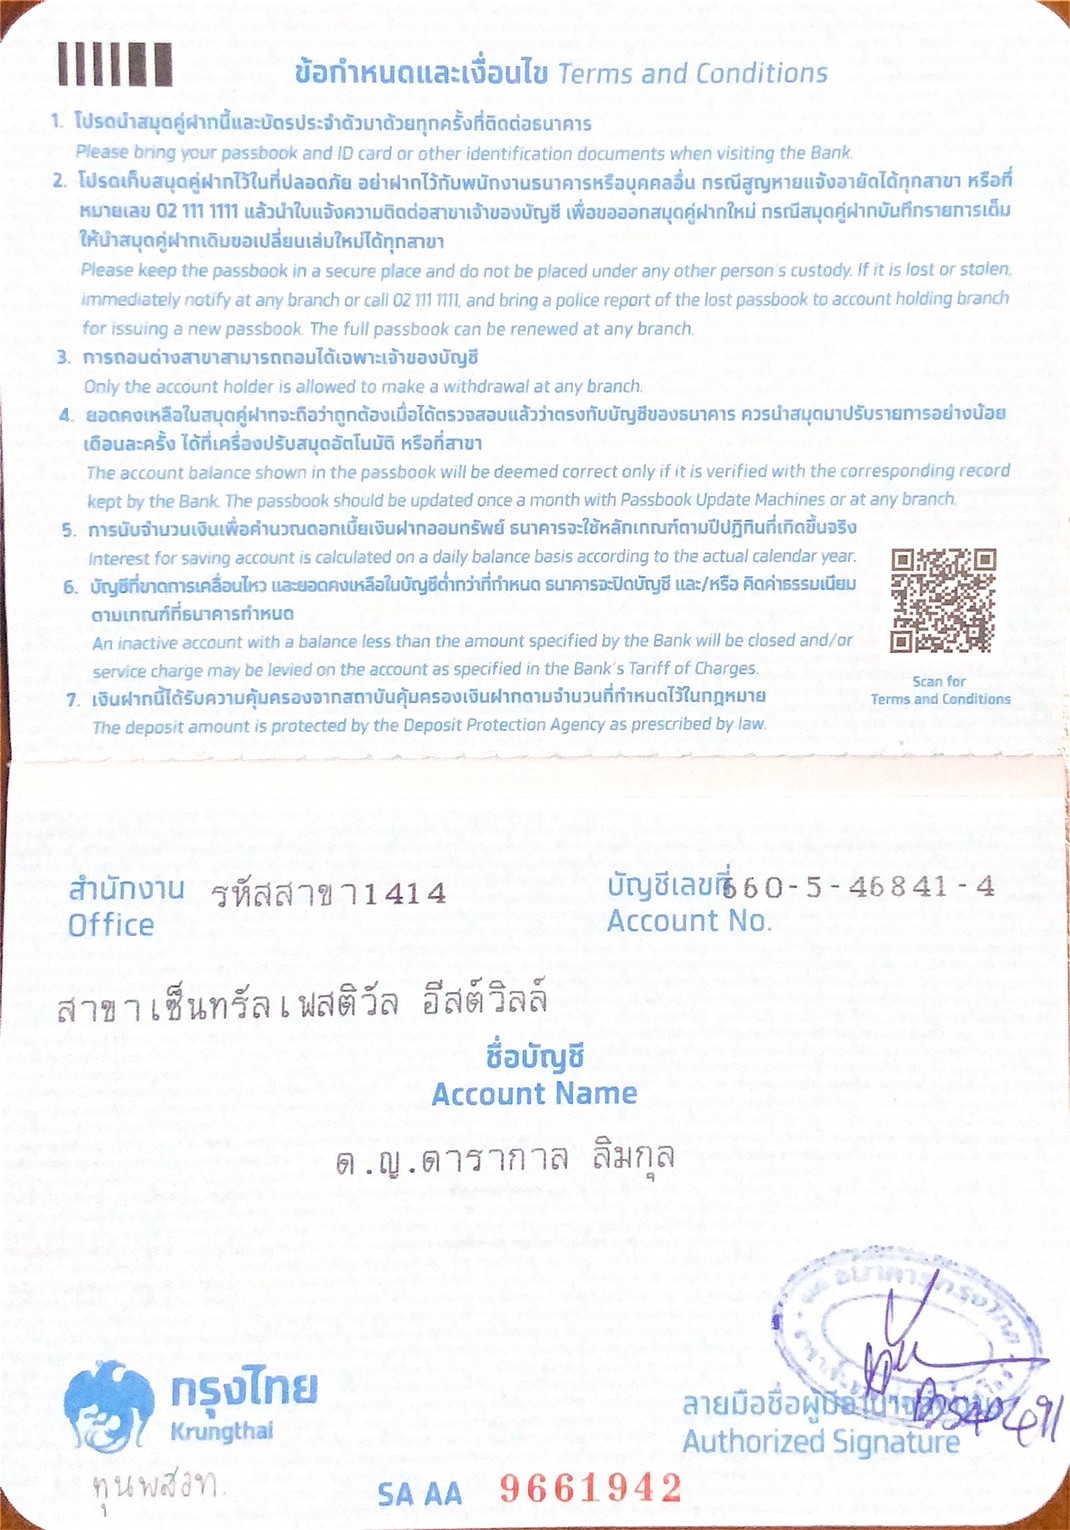 ข้อกำหนดและเงื่อนไข Terms and Conditions
1. โปรดนำสมุดคู่ฝากนี้และบัตรประจำตัวมาด้วยทุกครั้งที่ติดต่อธนาคาร
Please bring your passbook and ID card or other identification documents when visiting the Bank.
2. โปรดเก็บสมุดคู่ฝากไว้ในที่ปลอดภัย อย่าฝากไว้กับพนักงานธนาคารหรือบุคคลอื่น กรณีสูญหายแจ้งอายัดได้ทุกสาขา หรือที่
หมายเลข 02 111 1111 แล้วนำใบแจ้งความติดต่อสาขาเจ้าของบัญชี เพื่อขอออกสมุดคู่ฝากใหม่ กรณีสมุดคู่ฝากบันทึกรายการเต็ม
ให้นำสมุดคู่ฝากเดิมขอเปลี่ยนเล่มใหม่ได้ทุกสาขา
Please keep the passbook in a secure place and do not be placed under any other person's custody. If it is lost or stolen,
immediately notify at any branch or call 02 111 1111, and bring a police report of the lost passbook to account holding branch
for issuing a new passbook. The full passbook can be renewed at any branch.
3. การถอนต่างสาขาสามารถถอนได้เฉพาะเจ้าของบัญชี
Only the account holder is allowed to make a withdrawal at any branch.
4. ยอดคงเหลือในสมุดคู่ฝากจะถือว่าถูกต้องเมื่อได้ตรวจสอบแล้วว่าตรงกับบัญชีของธนาคาร ควรนำสมุดมาปรับรายการอย่างน้อย
เดือนละครั้ง ได้ที่เครื่องปรับสมุดอัตโนมัติ หรือที่สาขา
The account balance shown in the passbook will be deemed correct only if it is verified with the corresponding record
kept by the Bank. The passbook should be updated once a month with Passbook Update Machines or at any branch.
5. การนับจำนวนเงินเพื่อคำนวณดอกเบี้ยเงินฝากออมทรัพย์ ธนาคารจะใช้หลักเกณฑ์ตามปีปฏิทินที่เกิดขึ้นจริง
Interest for saving account is calculated on a daily balance basis according to the actual calendar year.
6. บัญชีที่ขาดการเคลื่อนไหว และยอดคงเหลือในบัญชีต่ำกว่าที่กำหนด ธนาคารจะปิดบัญชี และ/หรือ คิดค่าธรรมเนียม
ตามเกณฑ์ที่ธนาคารกำหนด
An inactive account with a balance less than the amount specified by the Bank will be closed and/or
service charge may be levied on the account as specified in the Bank's Tariff of Charges.
7. เงินฝากนี้ได้รับความคุ้มครองจากสถาบันคุ้มครองเงินฝากตามจำนวนที่กำหนดไว้ในกฎหมาย
The deposit amount is protected by the Deposit Protection Agency as prescribed by law.
Scan for
Terms and Conditions
สำนักงาน รหัสสาขา1414
Office
บัญชีเลขที่ 660-5-46841-4
Account No.
สาขาเซ็นทรัลเฟสติวัล อีสต์วิลล์
ชื่อบัญชี
Account Name
ด.ญ.ดารากาล ลิมกุล
กรุงไทย
Krungthai
ลายมือชื่อผู้มีอำนาจลงนาม
Authorized Signature
ทุนพสวท.
SA AA 9661942